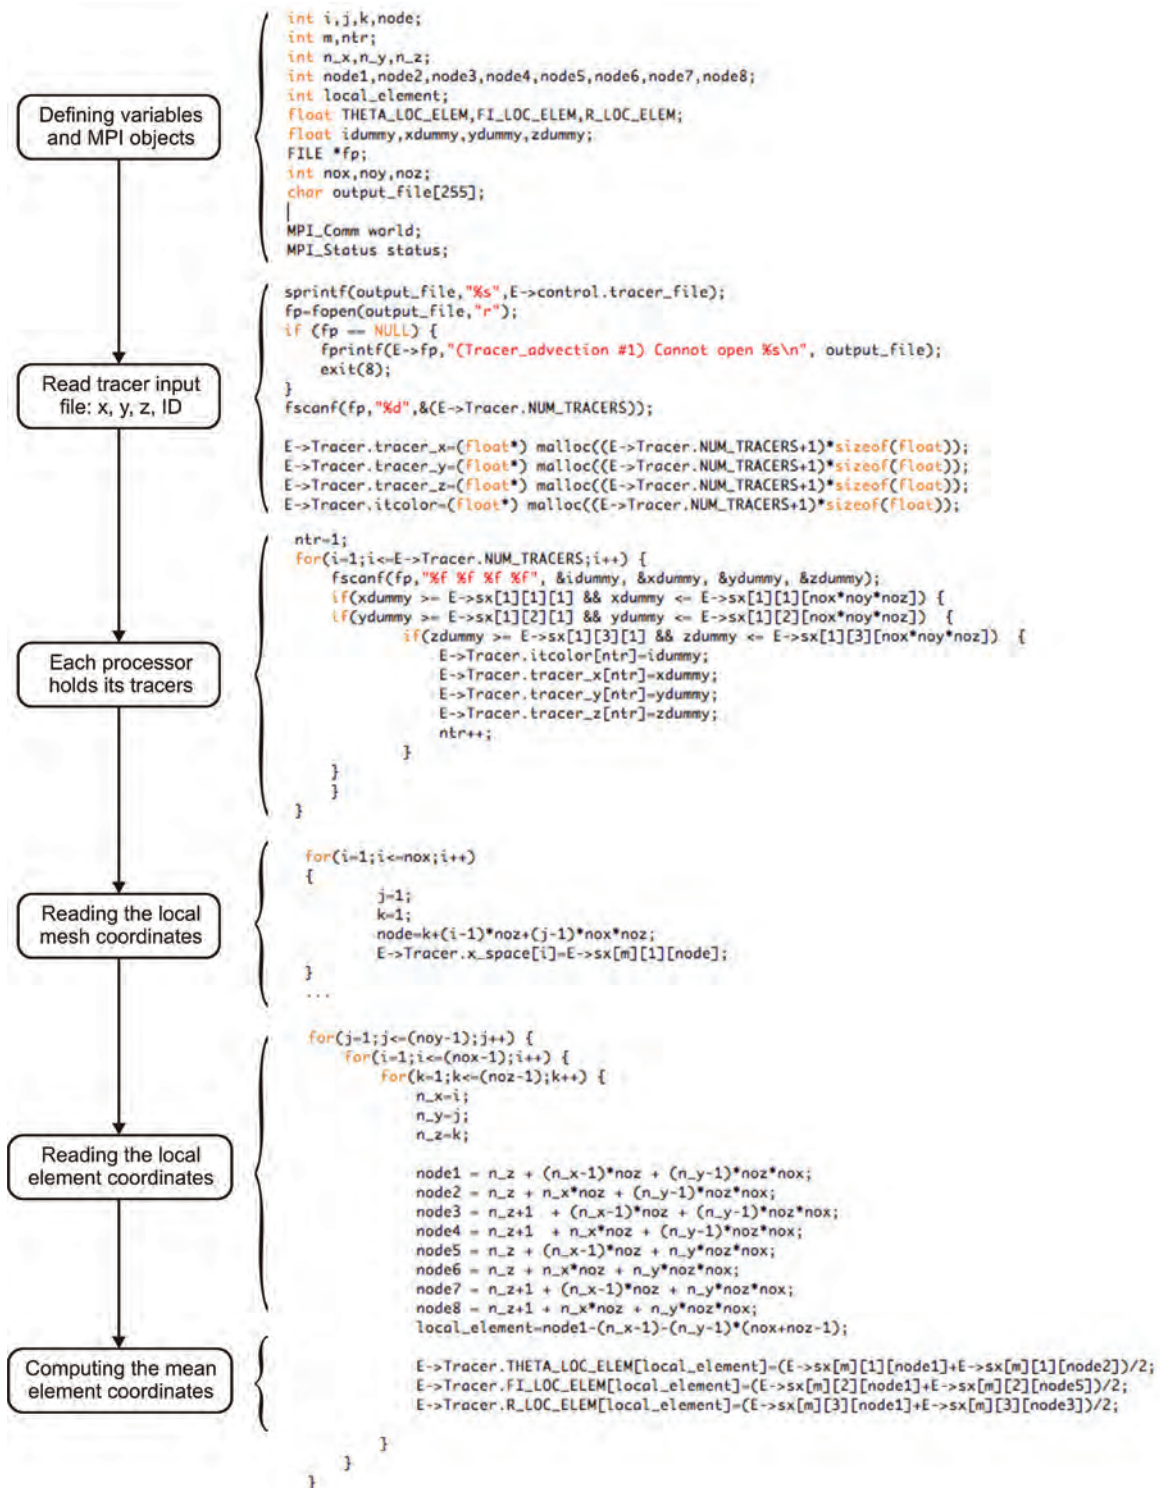 Defining variables
and MPI objects
int i,j,k,node;
int m,ntr;
int n_x,n_y,n_z;
int node1,node2,node3,node4,node5,node6,node7,node8;
int local_element;
float THETA_LOC_ELEM,FI_LOC_ELEM,R_LOC_ELEM;
float idummy,xdummy,ydummy,zdummy;
FILE *fp;
int nox,noy,noz;
char output_file[255];
MPI_Comm world;
MPI_Status status;
Read tracer input
file: x, y, z, ID
sprintf(output_file,"%s",E->control.tracer_file);
fp=fopen(output_file,"r");
if (fp == NULL) {
fprintf(E->fp,"(Tracer_advection #1) Cannot open %s\n", output_file);
exit(8);
}
fscanf(fp,"%d",&(E->Tracer.NUM_TRACERS));
E->Tracer.tracer_x=(float*) malloc((E->Tracer.NUM_TRACERS+1)*sizeof(float));
E->Tracer.tracer_y=(float*) malloc((E->Tracer.NUM_TRACERS+1)*sizeof(float));
E->Tracer.tracer_z=(float*) malloc((E->Tracer.NUM_TRACERS+1)*sizeof(float));
E->Tracer.itcolor=(float*) malloc((E->Tracer.NUM_TRACERS+1)*sizeof(float));
Each processor
holds its tracers
ntr=1;
for(i=1;i<=E->Tracer.NUM_TRACERS;i++) {
fscanf(fp,"%f %f %f %f", &idummy, &xdummy, &ydummy, &zdummy);
if(xdummy >= E->sx[1][1][1] && xdummy <= E->sx[1][1][nox*noy*noz]) {
if(ydummy >= E->sx[1][2][1] && ydummy <= E->sx[1][2][nox*noy*noz]) {
if(zdummy >= E->sx[1][3][1] && zdummy <= E->sx[1][3][nox*noy*noz]) {
E->Tracer.itcolor[ntr]=idummy;
E->Tracer.tracer_x[ntr]=xdummy;
E->Tracer.tracer_y[ntr]=ydummy;
E->Tracer.tracer_z[ntr]=zdummy;
ntr++;
}
}
}
}
Reading the local
mesh coordinates
for(i=1;i<=nox;i++)
{
j=1;
k=1;
node=k+(i-1)*noz+(j-1)*nox*noz;
E->Tracer.x_space[i]=E->sx[m][1][node];
}
...
Reading the local
element coordinates
for(j=1;j<=(noy-1);j++) {
for(i=1;i<=(nox-1);i++) {
for(k=1;k<=(noz-1);k++) {
n_x=i;
n_y=j;
n_z=k;
node1 = n_z + (n_x-1)*noz + (n_y-1)*noz*nox;
node2 = n_z + n_x*noz + (n_y-1)*noz*nox;
node3 = n_z+1 + (n_x-1)*noz + (n_y-1)*noz*nox;
node4 = n_z+1 + n_x*noz + (n_y-1)*noz*nox;
node5 = n_z + (n_x-1)*noz + n_y*noz*nox;
node6 = n_z + n_x*noz + n_y*noz*nox;
node7 = n_z+1 + (n_x-1)*noz + n_y*noz*nox;
node8 = n_z+1 + n_x*noz + n_y*noz*nox;
local_element=node1-(n_x-1)-(n_y-1)*(nox+noz-1);
Computing the mean
element coordinates
E->Tracer.THETA_LOC_ELEM[local_element]=(E->sx[m][1][node1]+E->sx[m][1][node2])/2;
E->Tracer.FI_LOC_ELEM[local_element]=(E->sx[m][2][node1]+E->sx[m][2][node5])/2;
E->Tracer.R_LOC_ELEM[local_element]=(E->sx[m][3][node1]+E->sx[m][3][node3])/2;
}
}
}